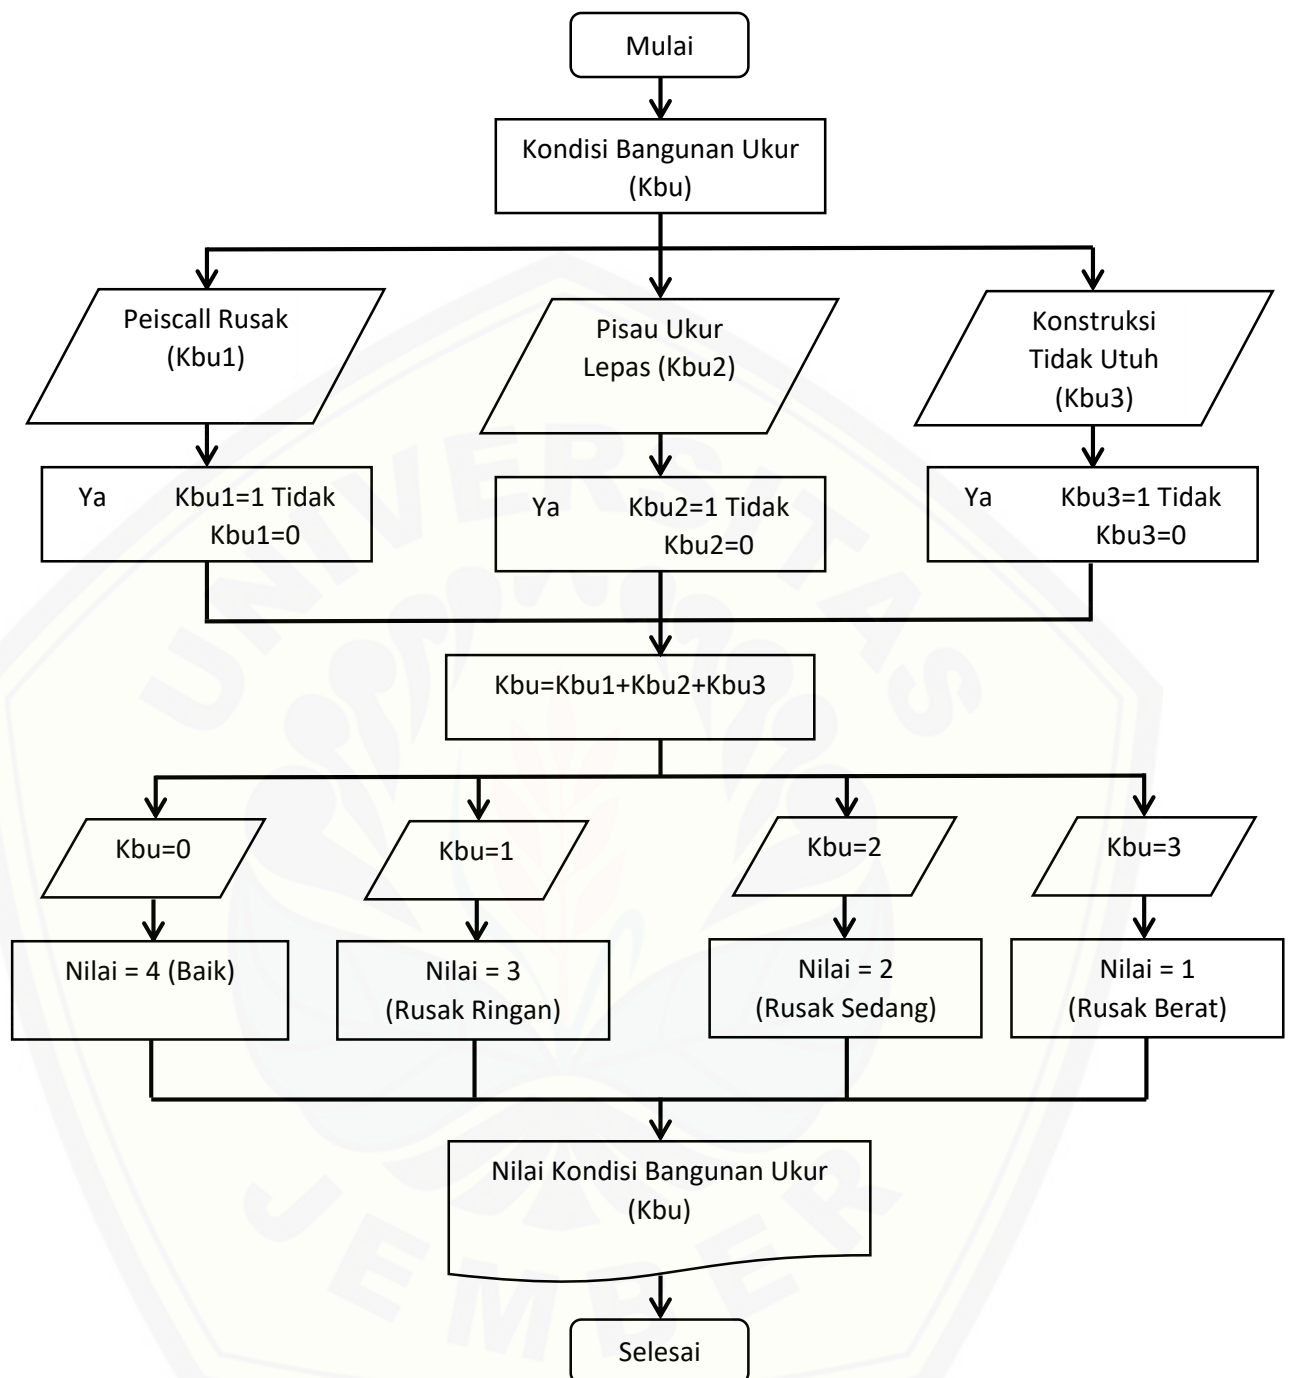 Mulai
Kondisi Bangunan Ukur
(Kbu)
Peiscall Rusak
(Kbu1)
Pisau Ukur
Lepas (Kbu2)
Konstruksi
Tidak Utuh
(Kbu3)
Ya Kbu1=1 Tidak
Kbu1=0
Ya Kbu2=1 Tidak
Kbu2=0
Ya Kbu3=1 Tidak
Kbu3=0
Kbu=Kbu1+Kbu2+Kbu3
Kbu=0
Kbu=1
Kbu=2
Kbu=3
Nilai = 4 (Baik)
Nilai = 3
(Rusak Ringan)
Nilai = 2
(Rusak Sedang)
Nilai = 1
(Rusak Berat)
Nilai Kondisi Bangunan Ukur
(Kbu)
Selesai
UNIVERSITAS
JEMBER